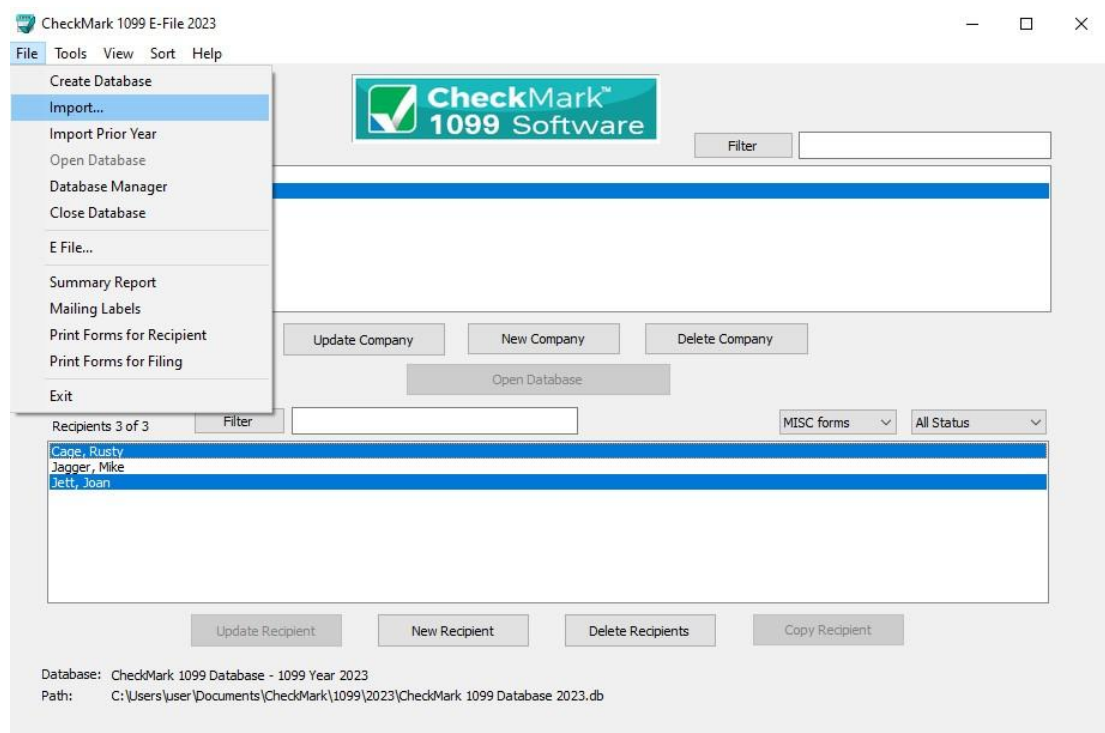 CheckMark 1099 E-File 2023
File Tools View Sort Help
Create Database
Import...
Import Prior Year
Open Database
Database Manager
Close Database
E File...
Summary Report
Mailing Labels
Print Forms for Recipient
Print Forms for Filing
Exit
CheckMark™
1099 Software
Filter
Update Company New Company Delete Company
Open Database
Recipients 3 of 3 Filter MISC forms All Status
Cage, Rusty
Jagger, Mike
Jett, Joan
Update Recipient New Recipient Delete Recipients Copy Recipient
Database: CheckMark 1099 Database - 1099 Year 2023
Path: C:\Users\user\Documents\CheckMark\1099\2023\CheckMark 1099 Database 2023.db